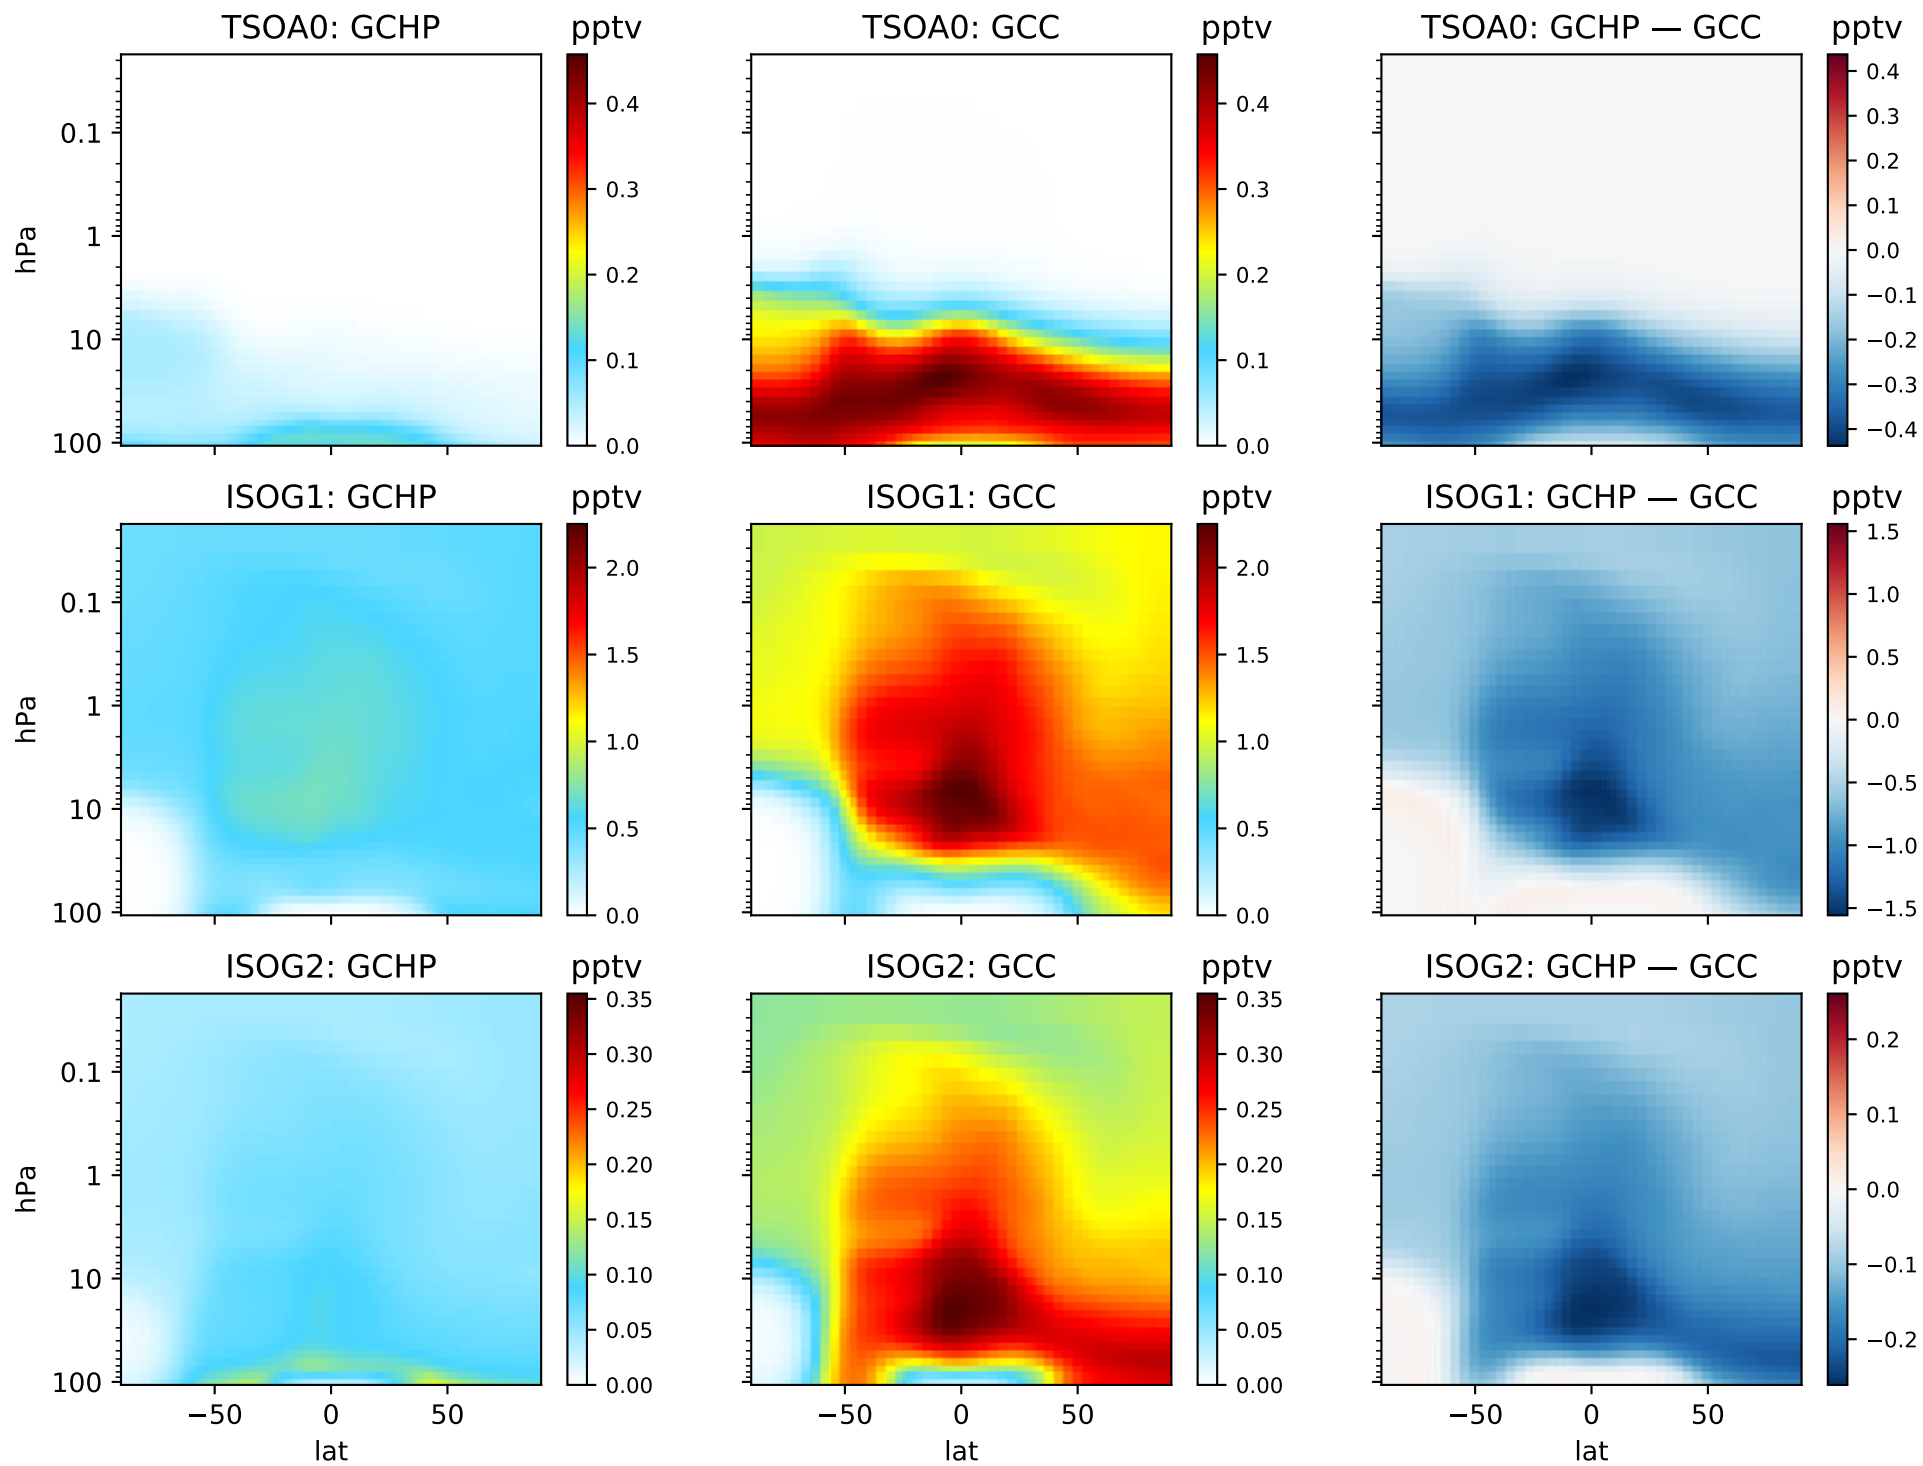 TSOA0: GCHP pptv TSOA0: GCC pptv TSOA0: GCHP — GCC pptv
0.4 0.4 0.4
0.3
0.1 0.3 0.3 0.2
0.1
hPa 1 0.2 0.2 0.0
−0.1
10 0.1 0.1 −0.2
−0.3
100 0.0 0.0 −0.4
ISOG1: GCHP pptv ISOG1: GCC pptv ISOG1: GCHP — GCC pptv
2.0 2.0 1.5
0.1 1.0
1.5 1.5 0.5
hPa 1 1.0 1.0 0.0
10 0.5 0.5 −0.5
−1.0
100 0.0 0.0 −1.5
ISOG2: GCHP pptv ISOG2: GCC pptv ISOG2: GCHP — GCC pptv
0.35 0.35
0.1 0.30 0.30 0.2
0.25 0.25 0.1
hPa 1 0.20 0.20
0.15 0.15 0.0
10 0.10 0.10 −0.1
0.05 0.05 −0.2
100 0.00 0.00
−50 0 50 −50 0 50 −50 0 50
lat lat lat